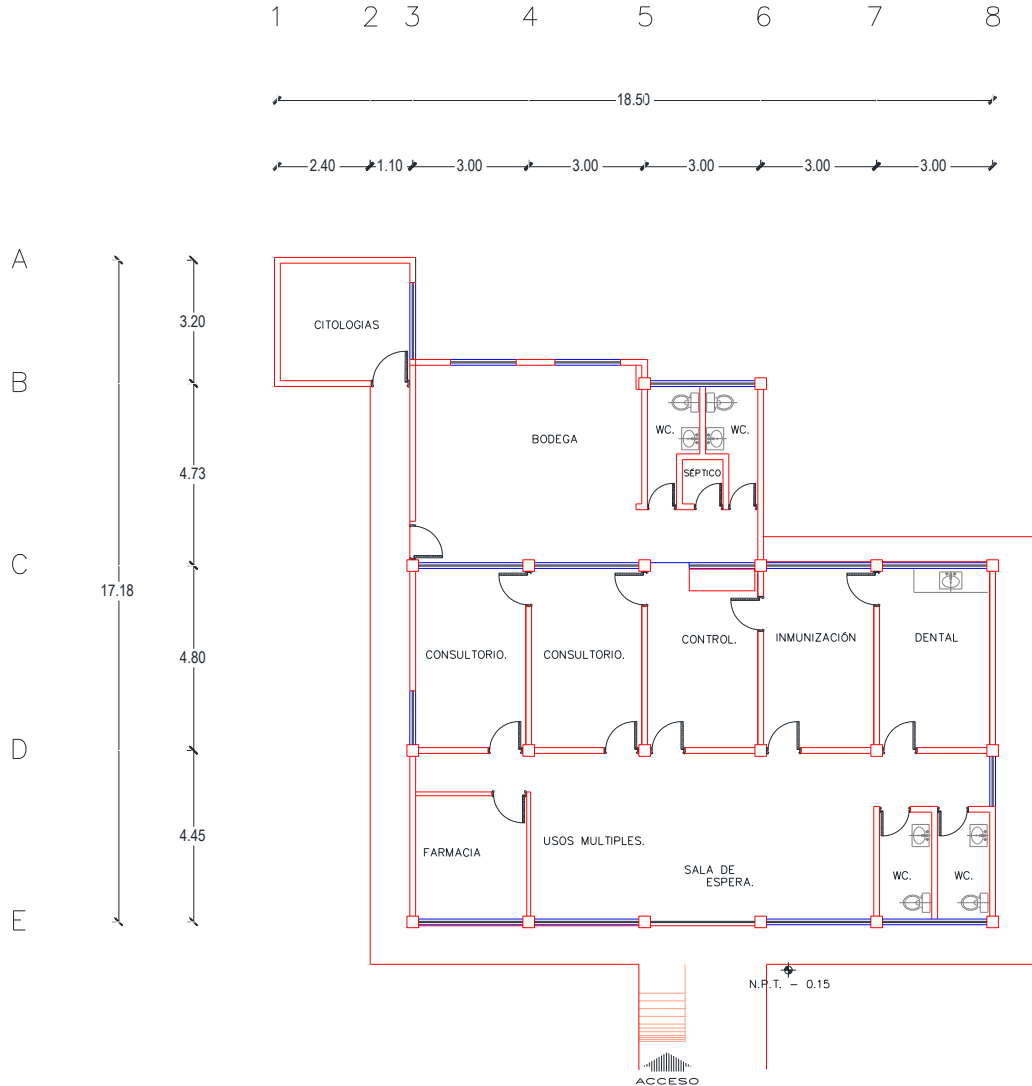 1 2 3 4 5 6 7 8
18.50
2.40 1.10 3.00 3.00 3.00 3.00 3.00
A
CITOLOGIAS
3.20
B
WC. WC.
BODEGA
4.73
SÉPTICO
C
17.18
CONSULTORIO. CONSULTORIO. CONTROL. INMUNIZACIÓN DENTAL
4.80
D
4.45
USOS MULTIPLES.
FARMACIA
SALA DE
ESPERA.
WC. WC.
E
N.P.T. - 0.15
ACCESO